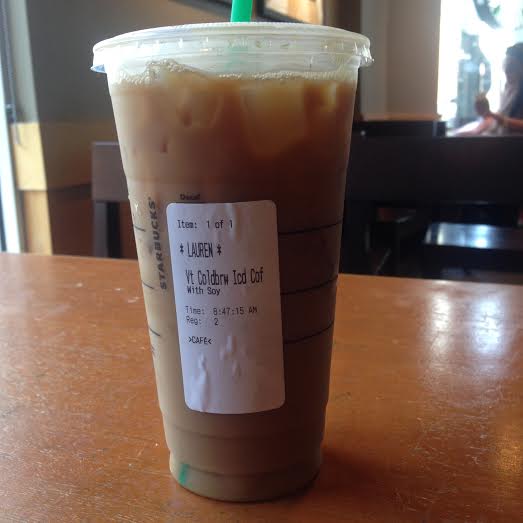 Decaf
STARBUCKS
Item: 1 of 1
* LAUREN *
Vt Coldbrw Icd Cof
With Soy
Time: 8:47:15 AM
Reg: 2
>CAFE<